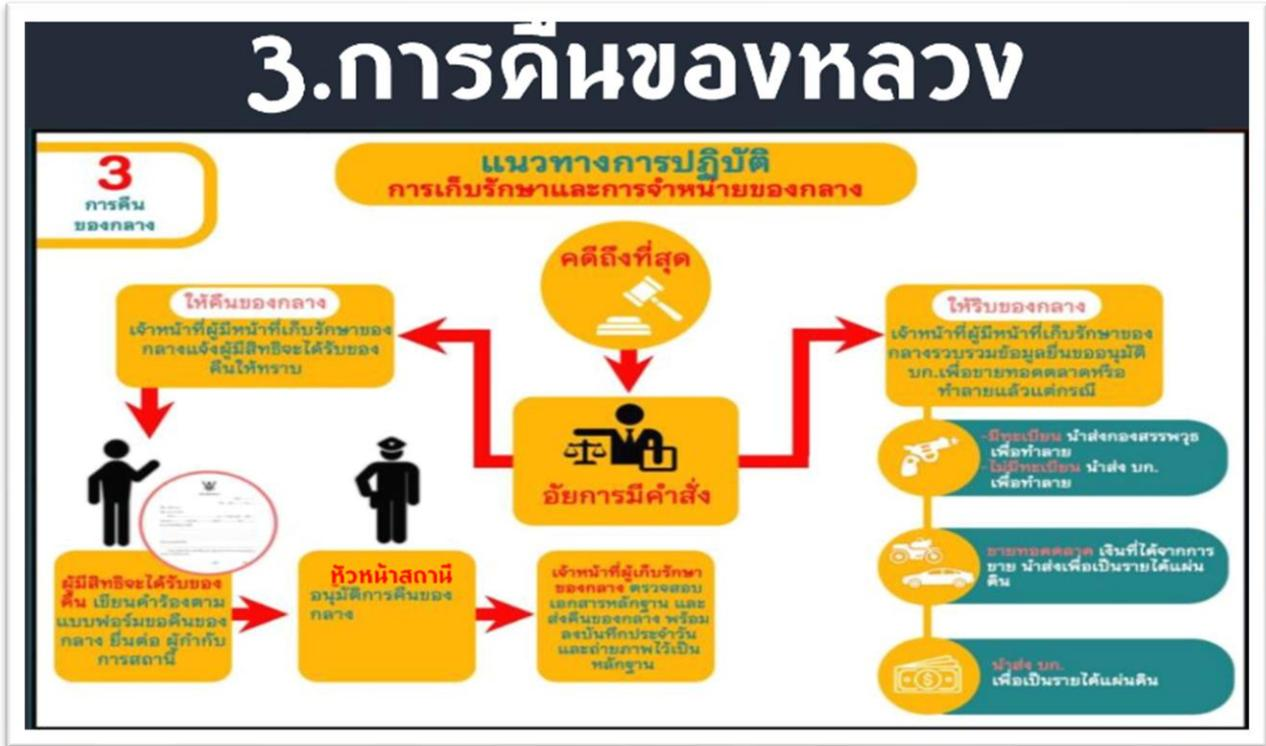 3.การคืนของหลวง
3
การคืน
ของกลาง
แนวทางการปฏิบัติ
การเก็บรักษาและการจำหน่ายของกลาง
คดีถึงที่สุด
ให้คืนของกลาง
เจ้าหน้าที่ผู้มีหน้าที่เก็บรักษาของ
กลางแจ้งผู้มีสิทธิจะได้รับของ
คืนให้ทราบ
ให้ริบของกลาง
เจ้าหน้าที่ผู้มีหน้าที่เก็บรักษาของ
กลางรวบรวมข้อมูลยื่นขออนุมัติ
บก.เพื่อขายทอดตลาดหรือ
ทำลายแล้วแต่กรณี
อัยการมีคำสั่ง
-มีทะเบียน นำส่งกองสรรพวุธ
เพื่อทำลาย
-ไม่มีทะเบียน นำส่ง บก.
เพื่อทำลาย
ขายทอดตลาด เงินที่ได้จากการ
ขาย นำส่งเพื่อเป็นรายได้แผ่น
ดิน
นำส่ง บก.
เพื่อเป็นรายได้แผ่นดิน
ผู้มีสิทธิจะได้รับของ
คืน เขียนคำร้องตาม
แบบฟอร์มขอคืนของ
กลาง ยื่นต่อ ผู้กำกับ
การสถานี
หัวหน้าสถานี
อนุมัติการคืนของ
กลาง
เจ้าหน้าที่ผู้เก็บรักษา
ของกลาง ตรวจสอบ
เอกสารหลักฐาน และ
ส่งคืนของกลาง พร้อม
ลงบันทึกประจำวัน
และถ่ายภาพไว้เป็น
หลักฐาน